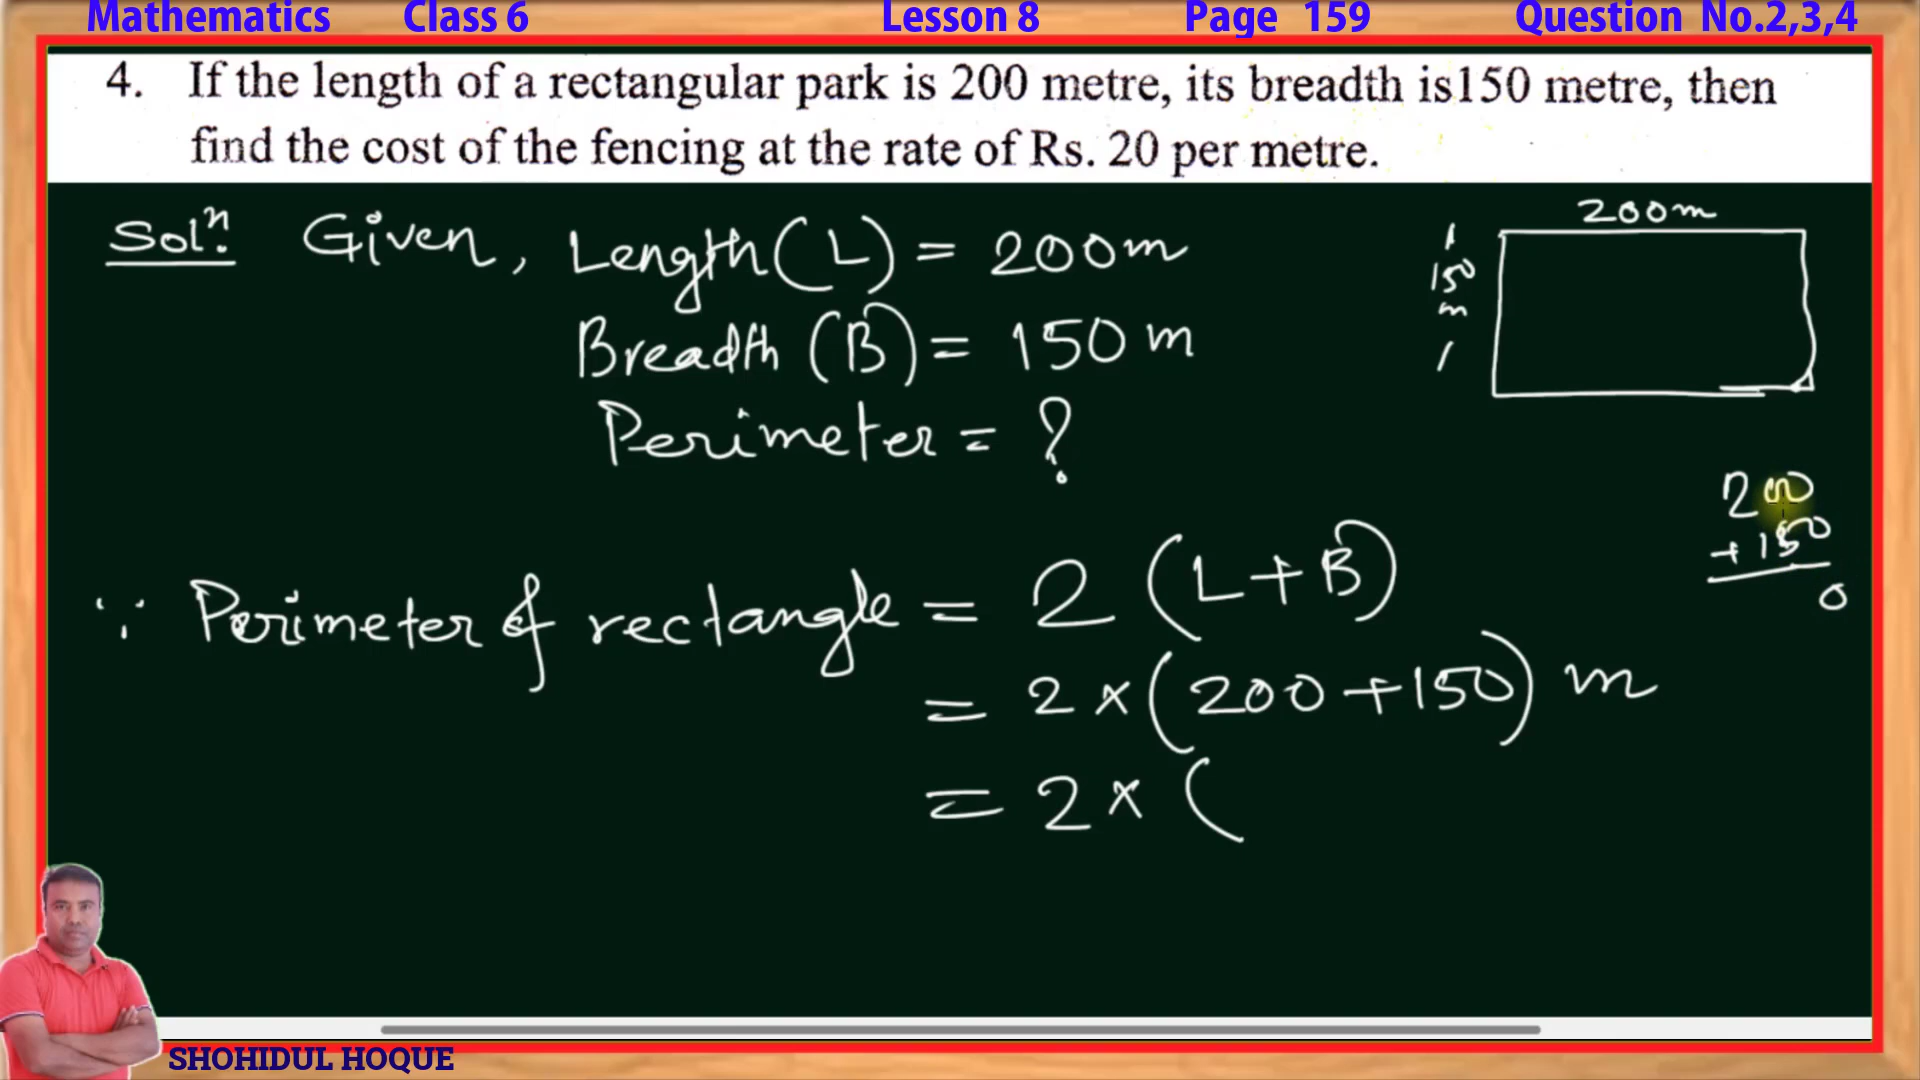 Mathematics Class 6 Lesson 8 Page 159 Question No.2,3,4
4. If the length of a rectangular park is 200 metre, its breadth is150 metre, then
find the cost of the fencing at the rate of Rs. 20 per metre.
Solⁿ: Given, Length (L) = 200m
Breadth (B) = 150 m
Perimeter = ?
200m
150
m
200
+150
0
∵ Perimeter of rectangle = 2 (L+B)
= 2 × (200+150) m
= 2 × (
SHOHIDUL HOQUE